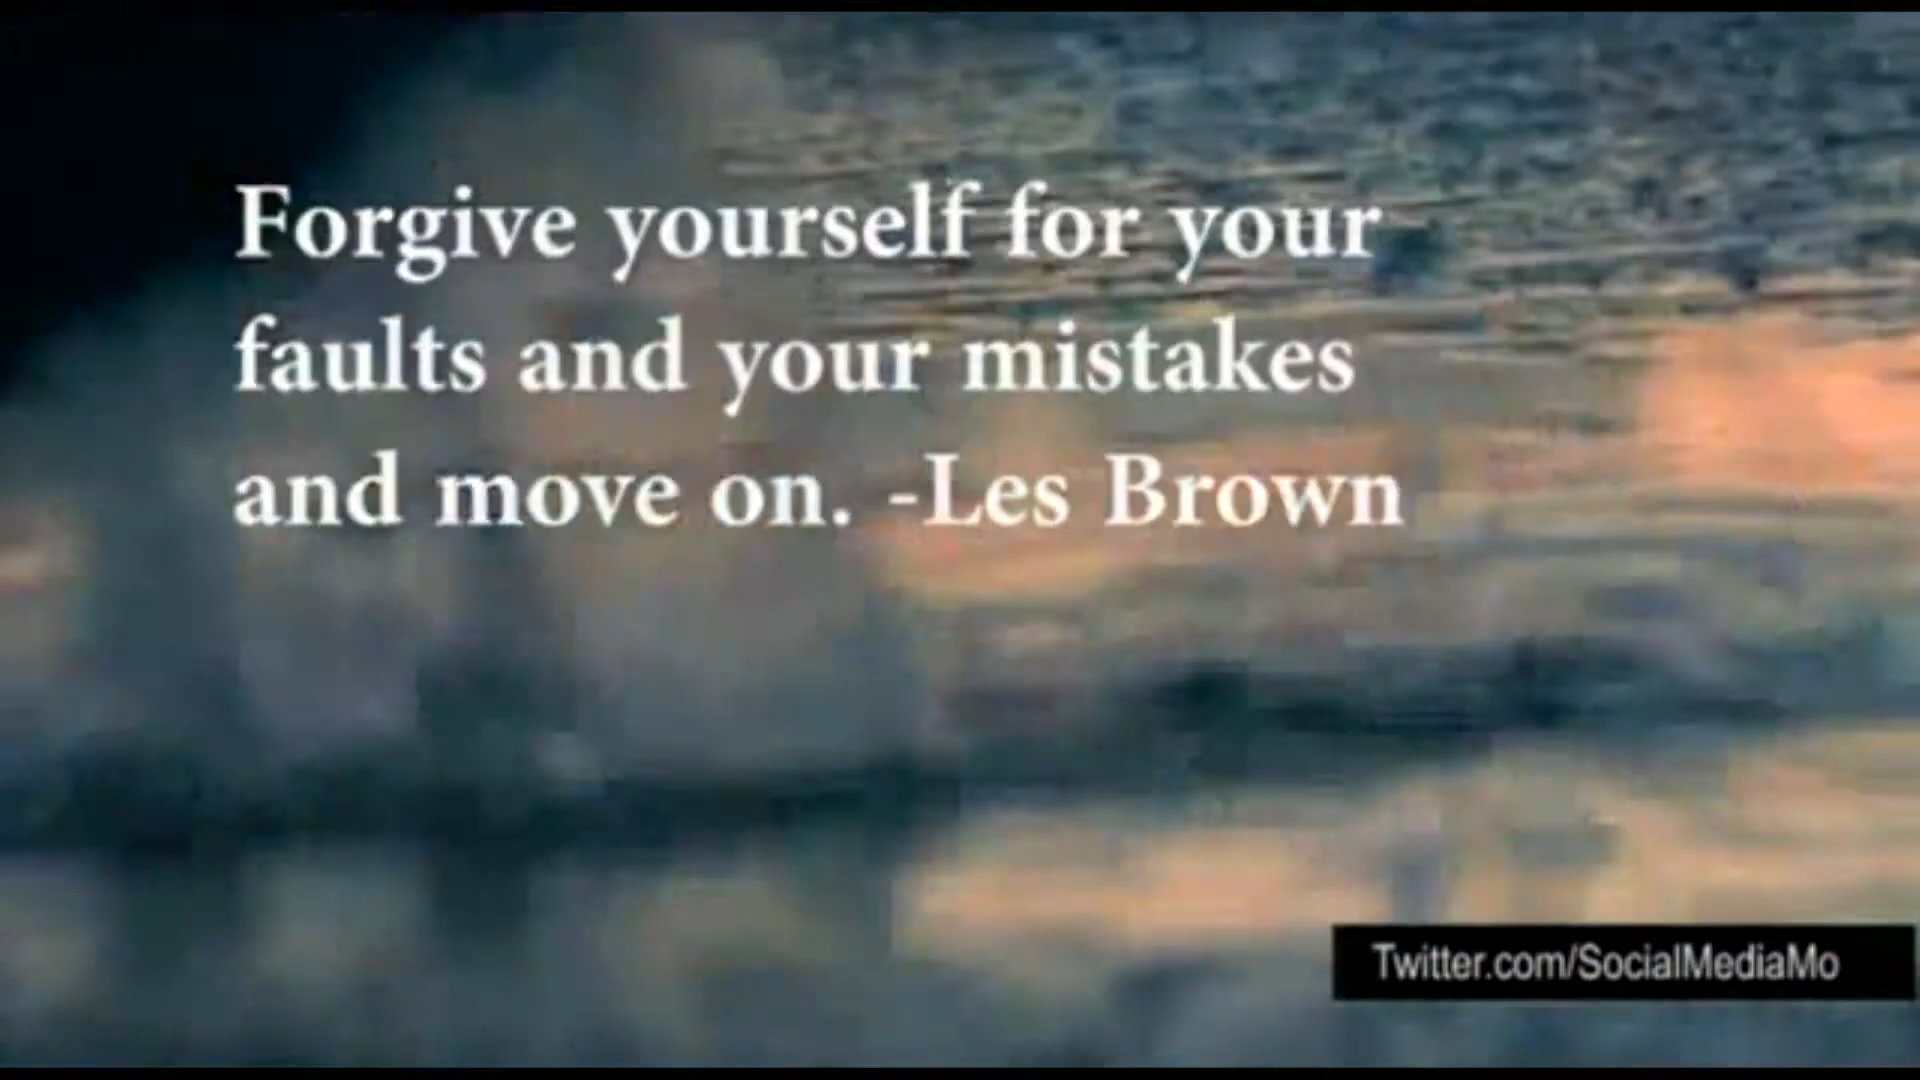 Forgive yourself for your
faults and your mistakes
and move on. -Les Brown
Twitter.com/SocialMediaMo